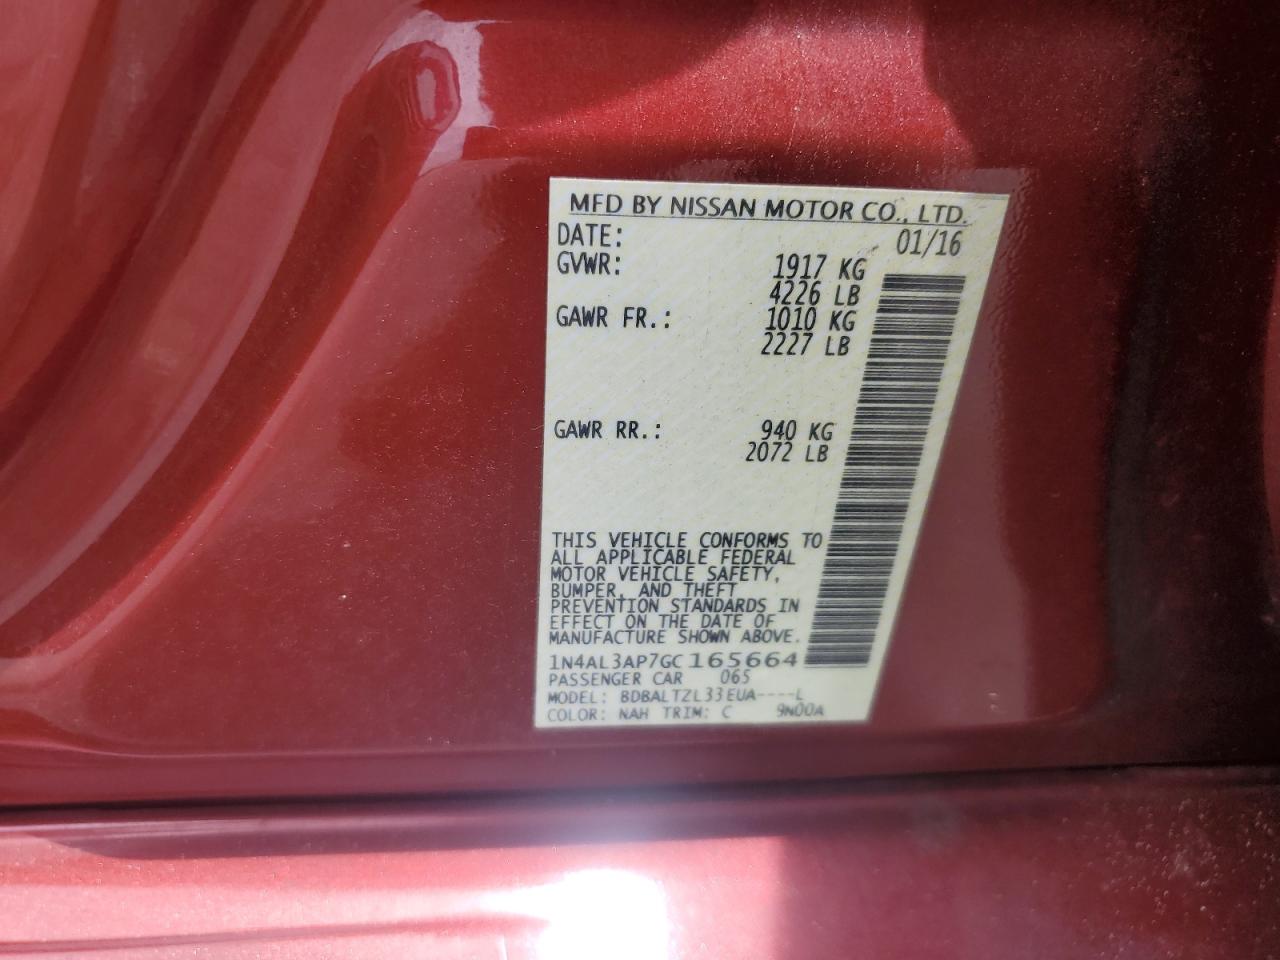 MFD BY NISSAN MOTOR CO., LTD.
DATE: 01/16
GVWR: 1917 KG
4226 LB
GAWR FR.: 1010 KG
2227 LB
GAWR RR.: 940 KG
2072 LB
THIS VEHICLE CONFORMS TO
ALL APPLICABLE FEDERAL
MOTOR VEHICLE SAFETY,
BUMPER, AND THEFT
PREVENTION STANDARDS IN
EFFECT ON THE DATE OF
MANUFACTURE SHOWN ABOVE.
1N4AL3AP7GC165664
PASSENGER CAR 065
MODEL: BDBALTZL33EUA----L
COLOR: NAH TRIM: C 9N00A